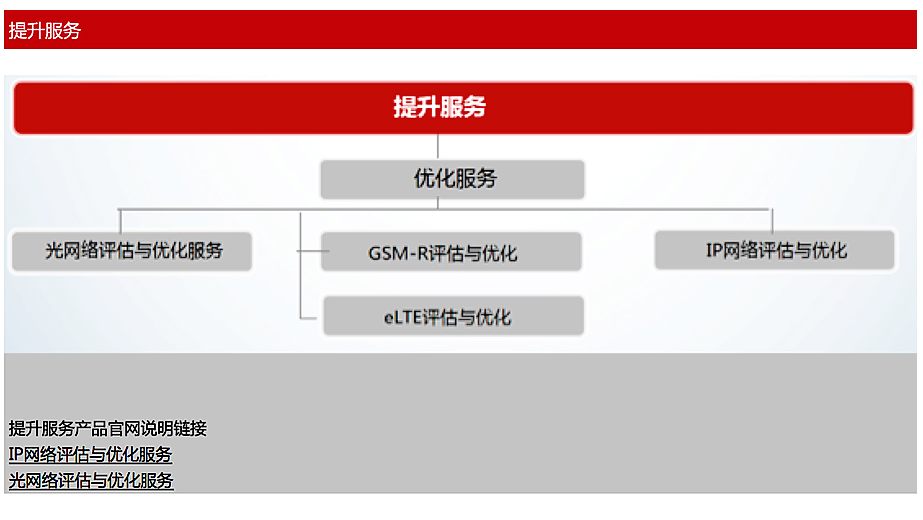 提升服务
提升服务
优化服务
光网络评估与优化服务
GSM-R评估与优化
IP网络评估与优化
eLTE评估与优化
提升服务产品官网说明链接
IP网络评估与优化服务
光网络评估与优化服务